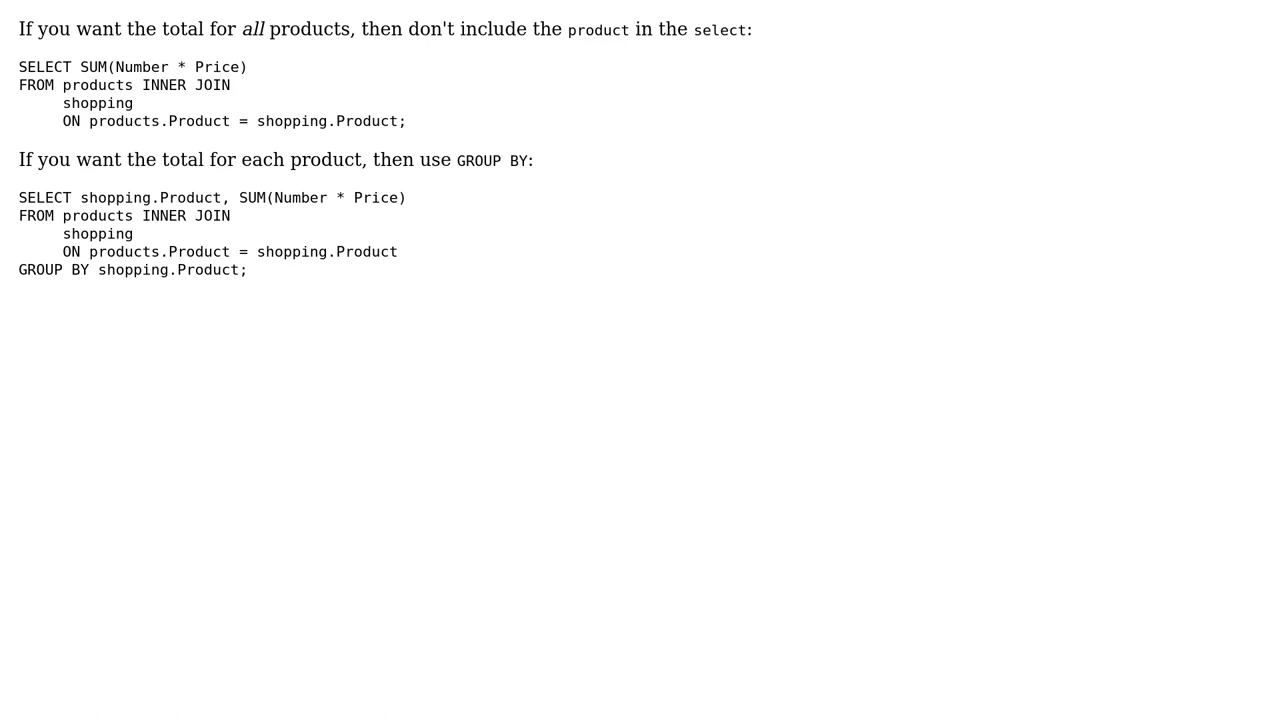 If you want the total for all products, then don't include the product in the select:
SELECT SUM(Number * Price)
FROM products INNER JOIN
     shopping
     ON products.Product = shopping.Product;
If you want the total for each product, then use GROUP BY:
SELECT shopping.Product, SUM(Number * Price)
FROM products INNER JOIN
     shopping
     ON products.Product = shopping.Product
GROUP BY shopping.Product;